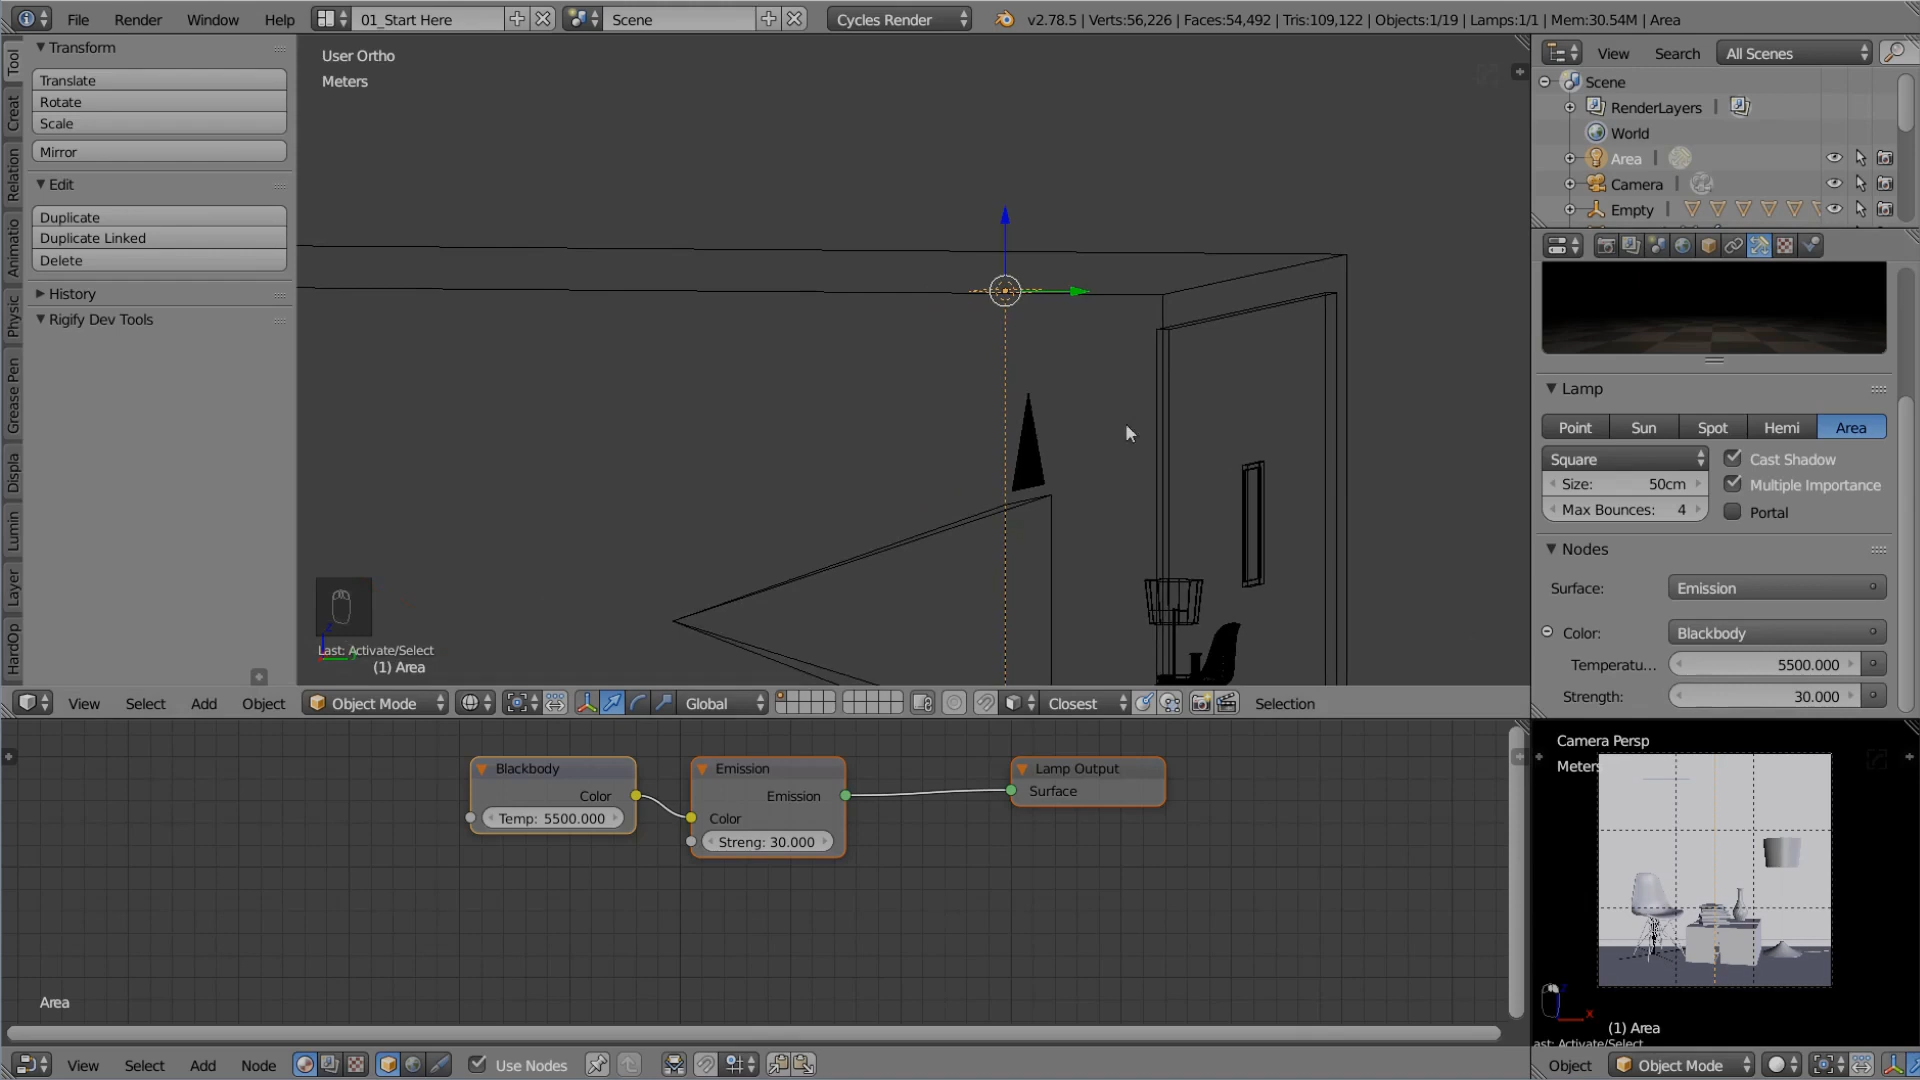 File Render Window Help 01_Start Here Scene Cycles Render v2.78.5 | Verts:56,226 | Faces:54,492 | Tris:109,122 | Objects:1/19 | Lamps:1/1 | Mem:30.54M | Area
Tool
Creat
Relation
Animatio
Physic
Grease Pen
Displa
Lumin
Layer
HardOp
Transform
Translate
Rotate
Scale
Mirror
Edit
Duplicate
Duplicate Linked
Delete
History
Rigify Dev Tools
User Ortho
Meters
Last: Activate/Select
(1) Area
View Select Add Object Object Mode Global Closest Selection
View Search All Scenes
Scene
RenderLayers
World
Area
Camera
Empty
Lamp
Point Sun Spot Hemi Area
Square Cast Shadow
Size: 50cm Multiple Importance
Max Bounces: 4 Portal
Nodes
Surface: Emission
Color: Blackbody
Temperatu... 5500.000
Strength: 30.000
Blackbody
Color
Temp: 5500.000
Emission
Emission
Color
Streng: 30.000
Lamp Output
Surface
Area
View Select Add Node Use Nodes
Camera Persp
Meters
x
(1) Area
ast: Activate/Select
Object Object Mode